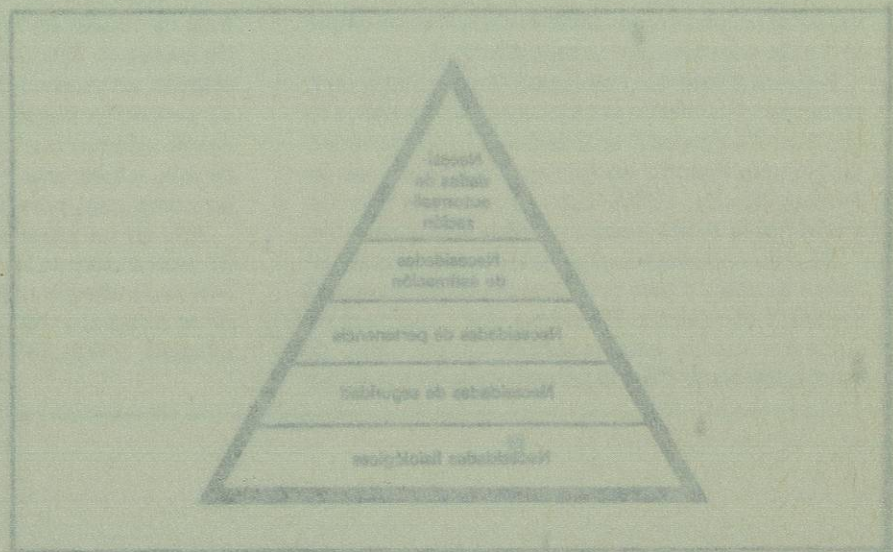 Necesi-
dades de
autorreali-
zación
Necesidades
de estimación
Necesidades de pertenencia
Necesidades de seguridad
Necesidades fisiológicas